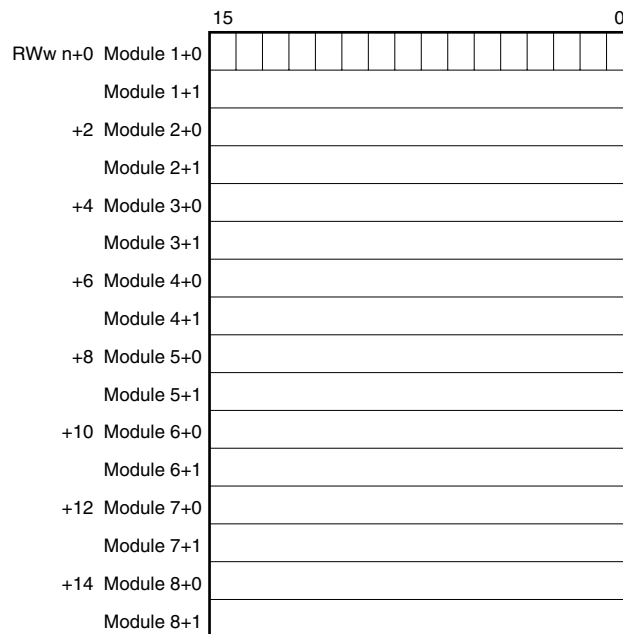 15 0
RWw n+0 Module 1+0
Module 1+1
+2 Module 2+0
Module 2+1
+4 Module 3+0
Module 3+1
+6 Module 4+0
Module 4+1
+8 Module 5+0
Module 5+1
+10 Module 6+0
Module 6+1
+12 Module 7+0
Module 7+1
+14 Module 8+0
Module 8+1